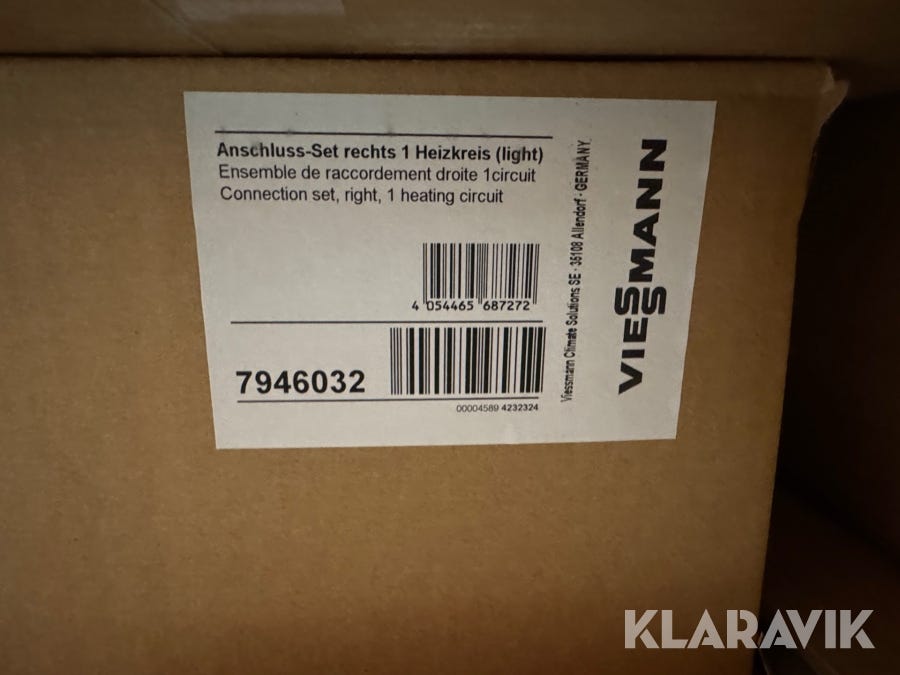 Anschluss-Set rechts 1 Heizkreis (light)
Ensemble de raccordement droite 1circuit
Connection set, right, 1 heating circuit
4 054465 687272
7946032
00004589 4232324
Viessmann Climate Solutions SE · 35108 Allendorf · GERMANY
VIESSMANN
KLARAVIK